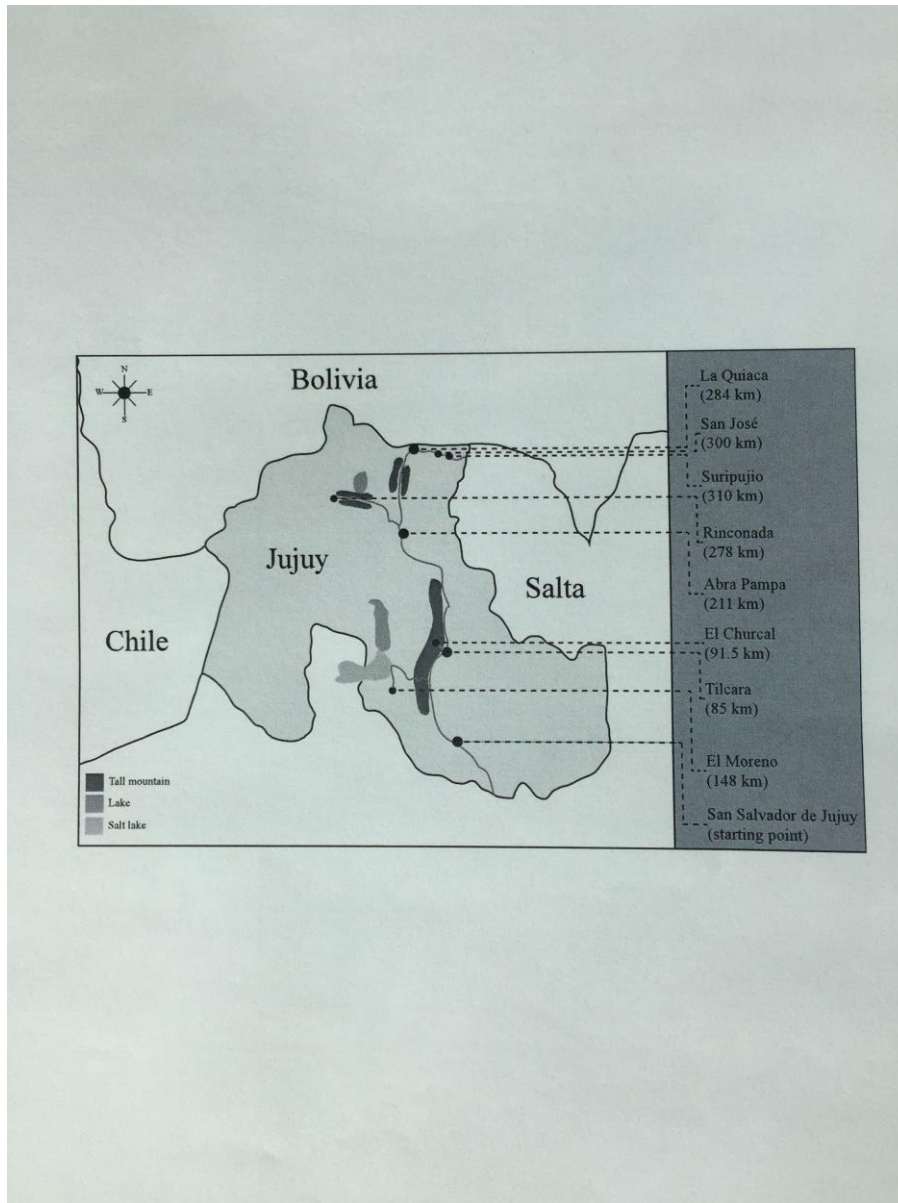 N
W
E
S
Bolivia
Jujuy
Salta
Chile
Tall mountain
Lake
Salt lake
La Quiaca
(284 km)
San José
(300 km)
Suripujio
(310 km)
Rinconada
(278 km)
Abra Pampa
(211 km)
El Churcal
(91.5 km)
Tilcara
(85 km)
El Moreno
(148 km)
San Salvador de Jujuy
(starting point)